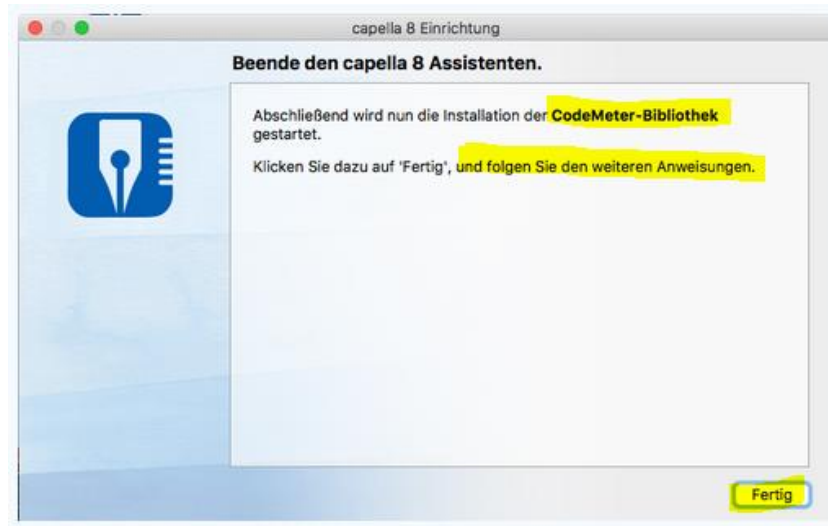 capella 8 Einrichtung
Beende den capella 8 Assistenten.
Abschließend wird nun die Installation der CodeMeter-Bibliothek
gestartet.
Klicken Sie dazu auf 'Fertig', und folgen Sie den weiteren Anweisungen.
Fertig